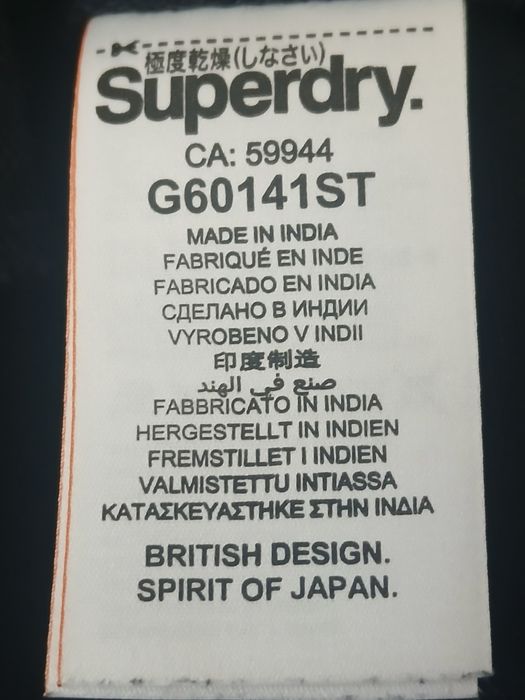 極度乾燥(しなさい)
Superdry.
CA: 59944
G60141ST
MADE IN INDIA
FABRIQUÉ EN INDE
FABRICADO EN INDIA
СДЕЛАНО В ИНДИИ
VYROBENO V INDII
印度制造
صنع في الهند
FABBRICATO IN INDIA
HERGESTELLT IN INDIEN
FREMSTILLET I INDIEN
VALMISTETTU INTIASSA
ΚΑΤΑΣΚΕΥΑΣΤΗΚΕ ΣΤΗΝ ΙΝΔΙΑ
BRITISH DESIGN.
SPIRIT OF JAPAN.